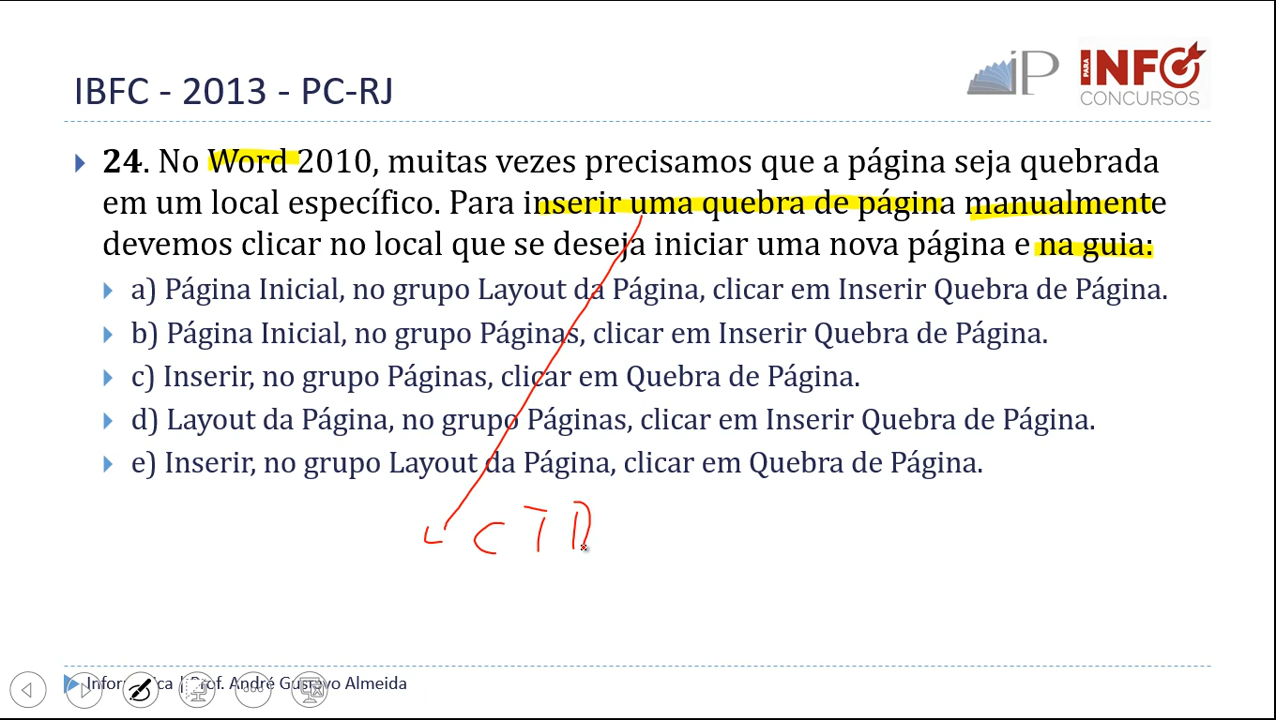 IBFC - 2013 - PC-RJ
iP
PARA
INFO
CONCURSOS
24. No Word 2010, muitas vezes precisamos que a página seja quebrada
em um local específico. Para inserir uma quebra de página manualmente
devemos clicar no local que se deseja iniciar uma nova página e na guia:
a) Página Inicial, no grupo Layout da Página, clicar em Inserir Quebra de Página.
b) Página Inicial, no grupo Páginas, clicar em Inserir Quebra de Página.
c) Inserir, no grupo Páginas, clicar em Quebra de Página.
d) Layout da Página, no grupo Páginas, clicar em Inserir Quebra de Página.
e) Inserir, no grupo Layout da Página, clicar em Quebra de Página.
Prof. André Gustavo Almeida